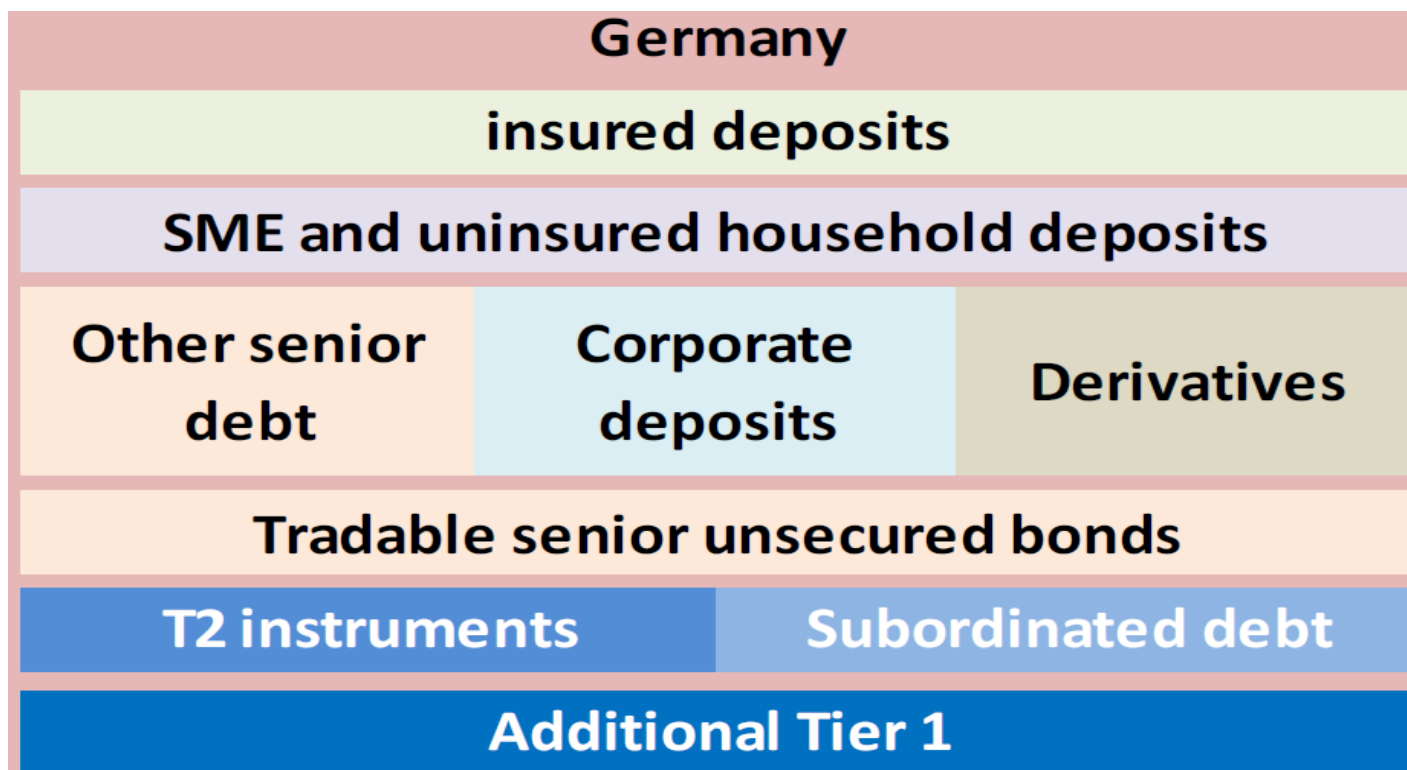 Germany
insured deposits
SME and uninsured household deposits
Other senior
debt
Corporate
deposits
Derivatives
Tradable senior unsecured bonds
T2 instruments
Subordinated debt
Additional Tier 1